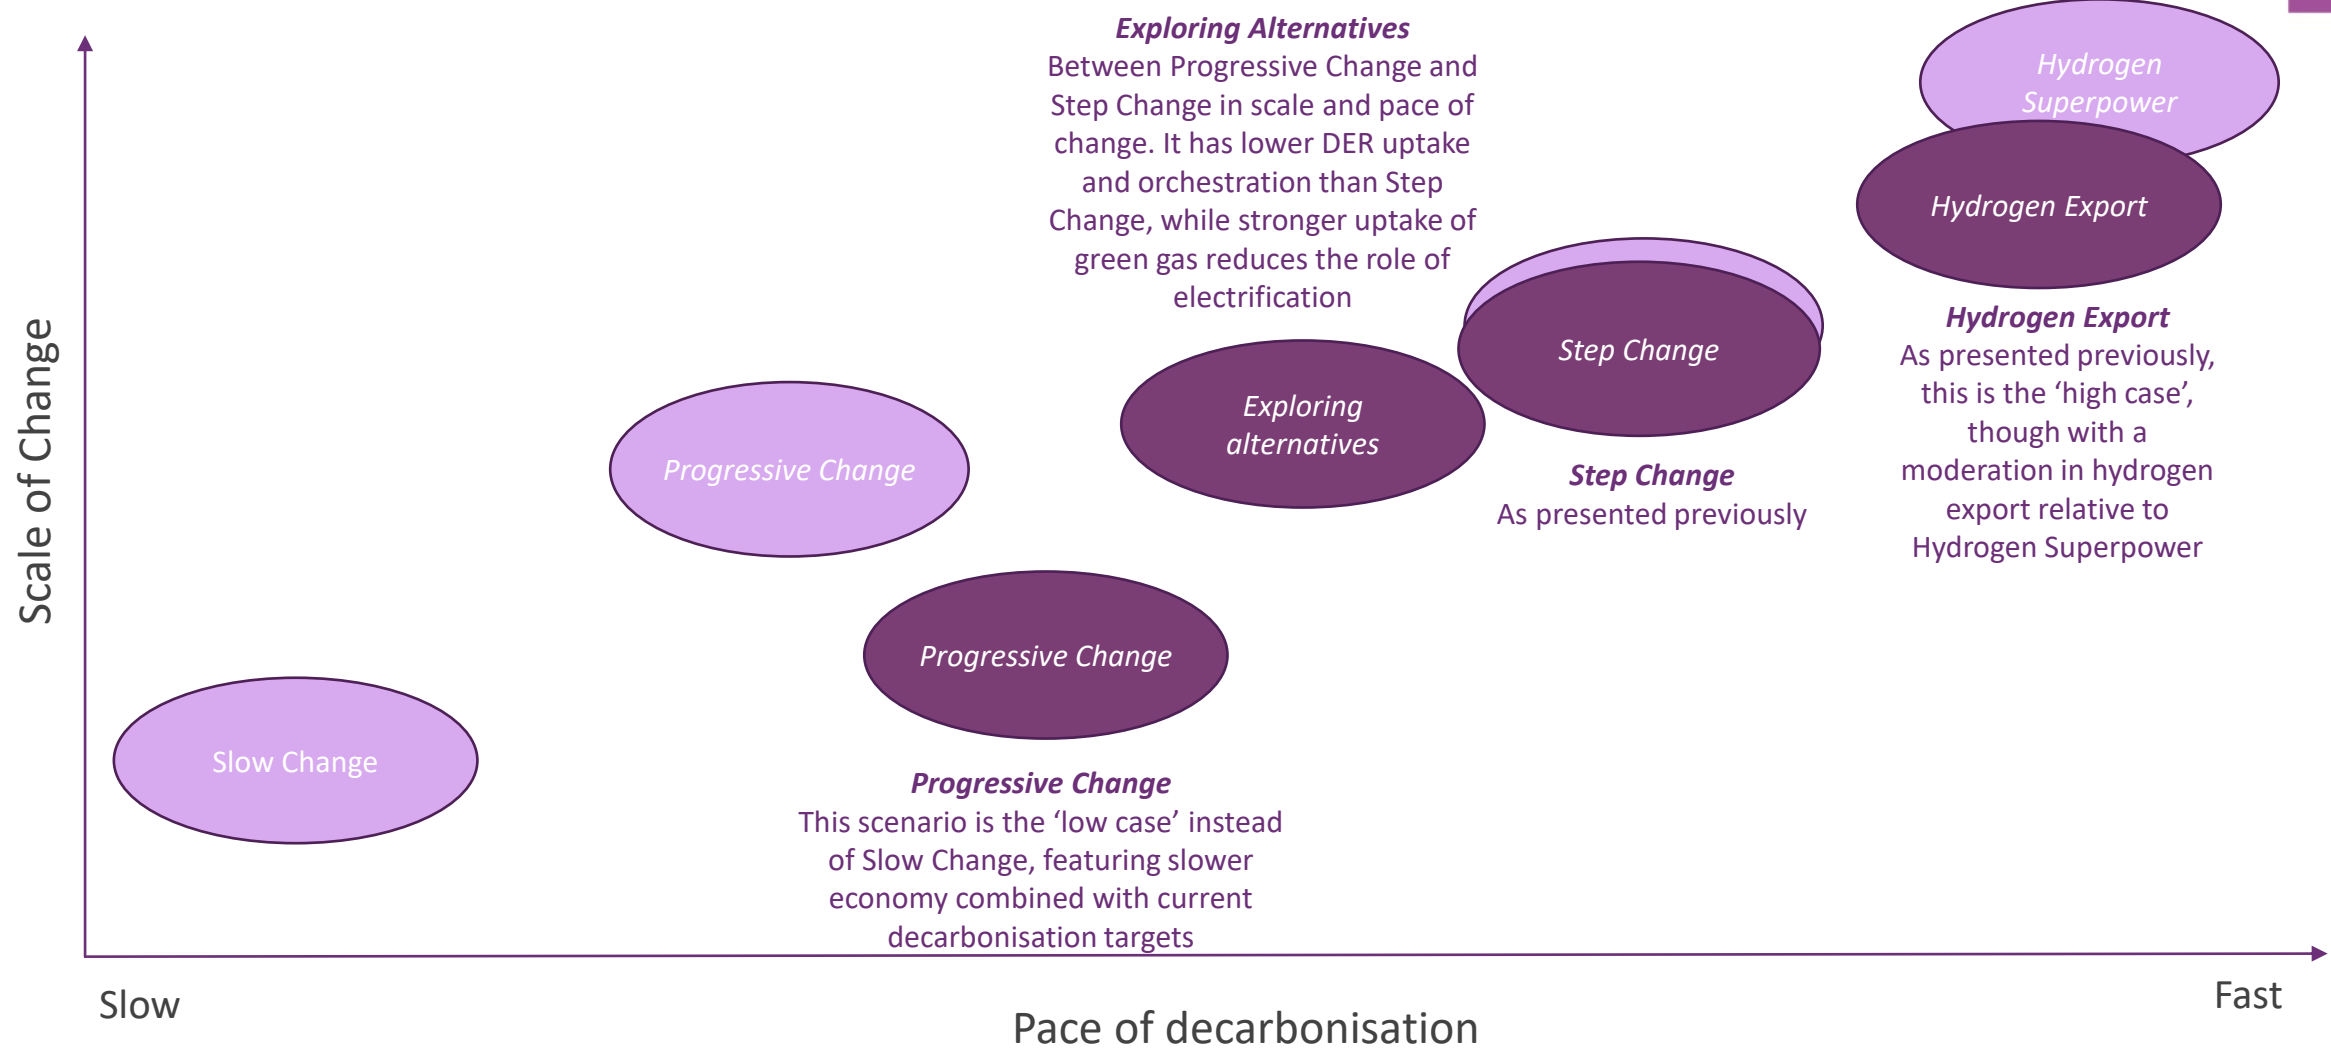 Exploring Alternatives
Between Progressive Change and
Step Change in scale and pace of
change. It has lower DER uptake
and orchestration than Step
Change, while stronger uptake of
green gas reduces the role of
electrification
Hydrogen
Superpower
Hydrogen Export
Hydrogen Export
As presented previously,
this is the ‘high case’,
though with a
moderation in hydrogen
export relative to
Hydrogen Superpower
Step Change
Step Change
As presented previously
Exploring
alternatives
Progressive Change
Progressive Change
Progressive Change
This scenario is the ‘low case’ instead
of Slow Change, featuring slower
economy combined with current
decarbonisation targets
Slow Change
Scale of Change
Slow
Pace of decarbonisation
Fast